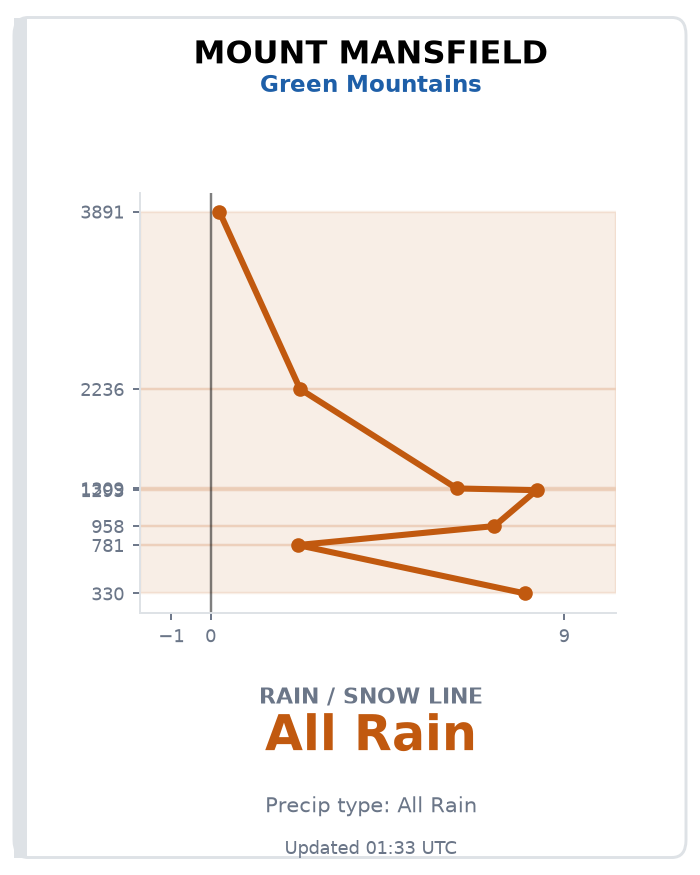 MOUNT MANSFIELD
Green Mountains
3891
2236
958
781
330
−1 0 9
RAIN / SNOW LINE
All Rain
Precip type: All Rain
Updated 01:33 UTC